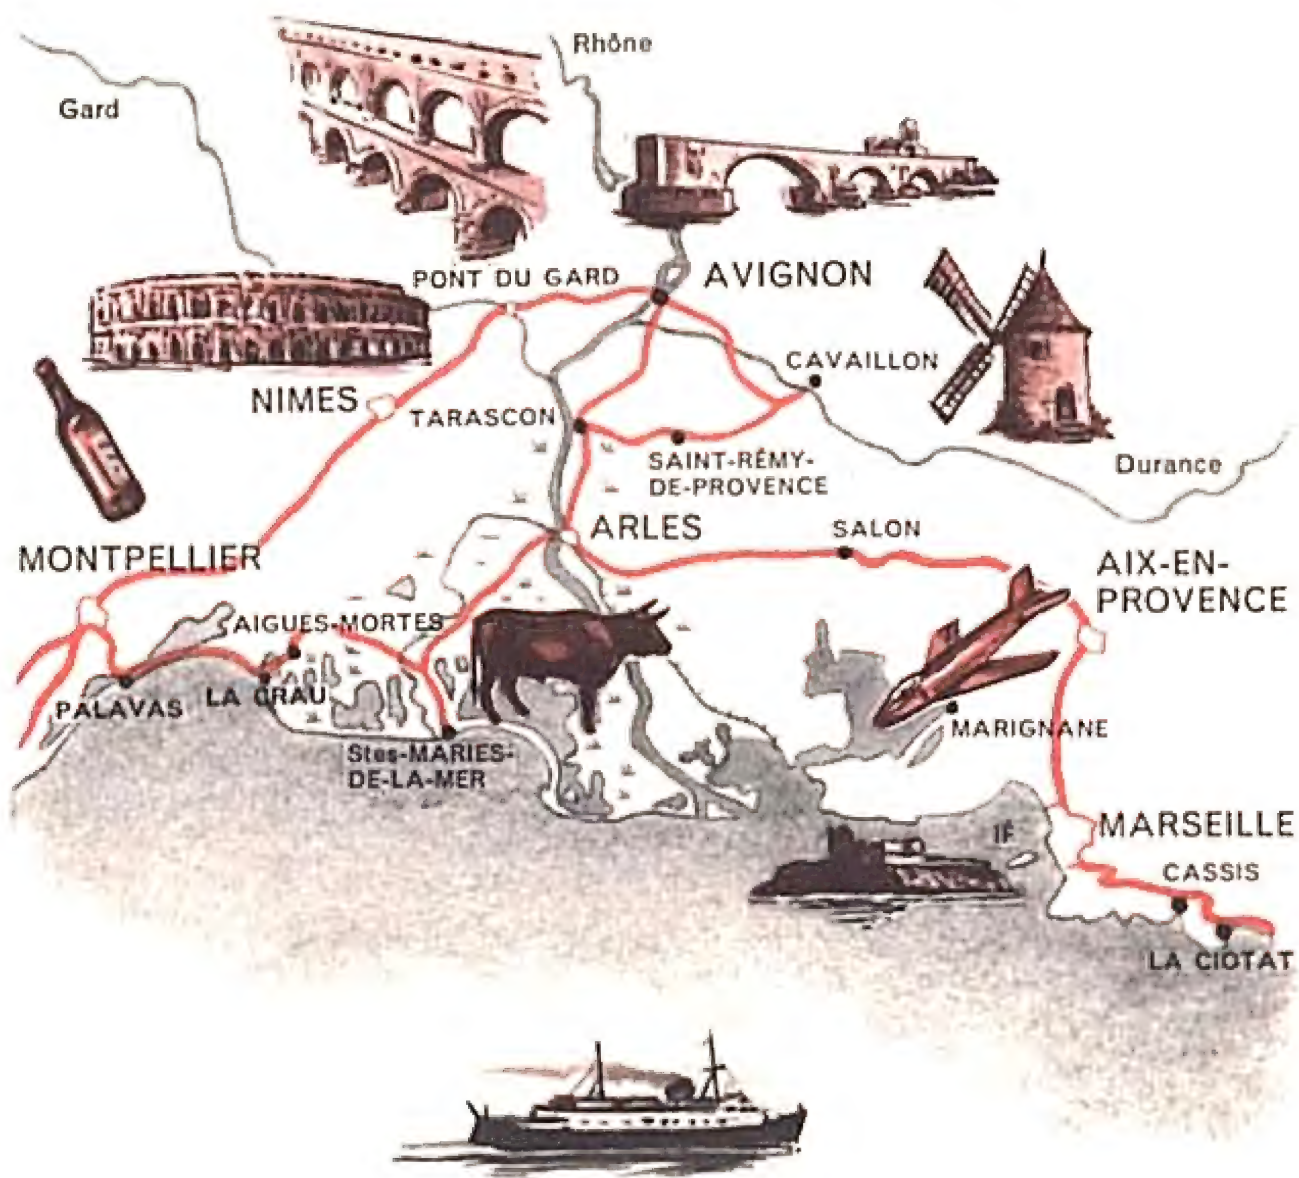 Rhône
Gard
PONT DU GARD
AVIGNON
CAVAILLON
NIMES
TARASCON
SAINT-RÉMY-
DE-PROVENCE
Durance
ARLES
SALON
MONTPELLIER
AIX-EN-
PROVENCE
AIGUES-MORTES
PALAVAS
LA GRAU
MARIGNANE
Stes-MARIES-
DE-LA-MER
IF
MARSEILLE
CASSIS
LA CIOTAT